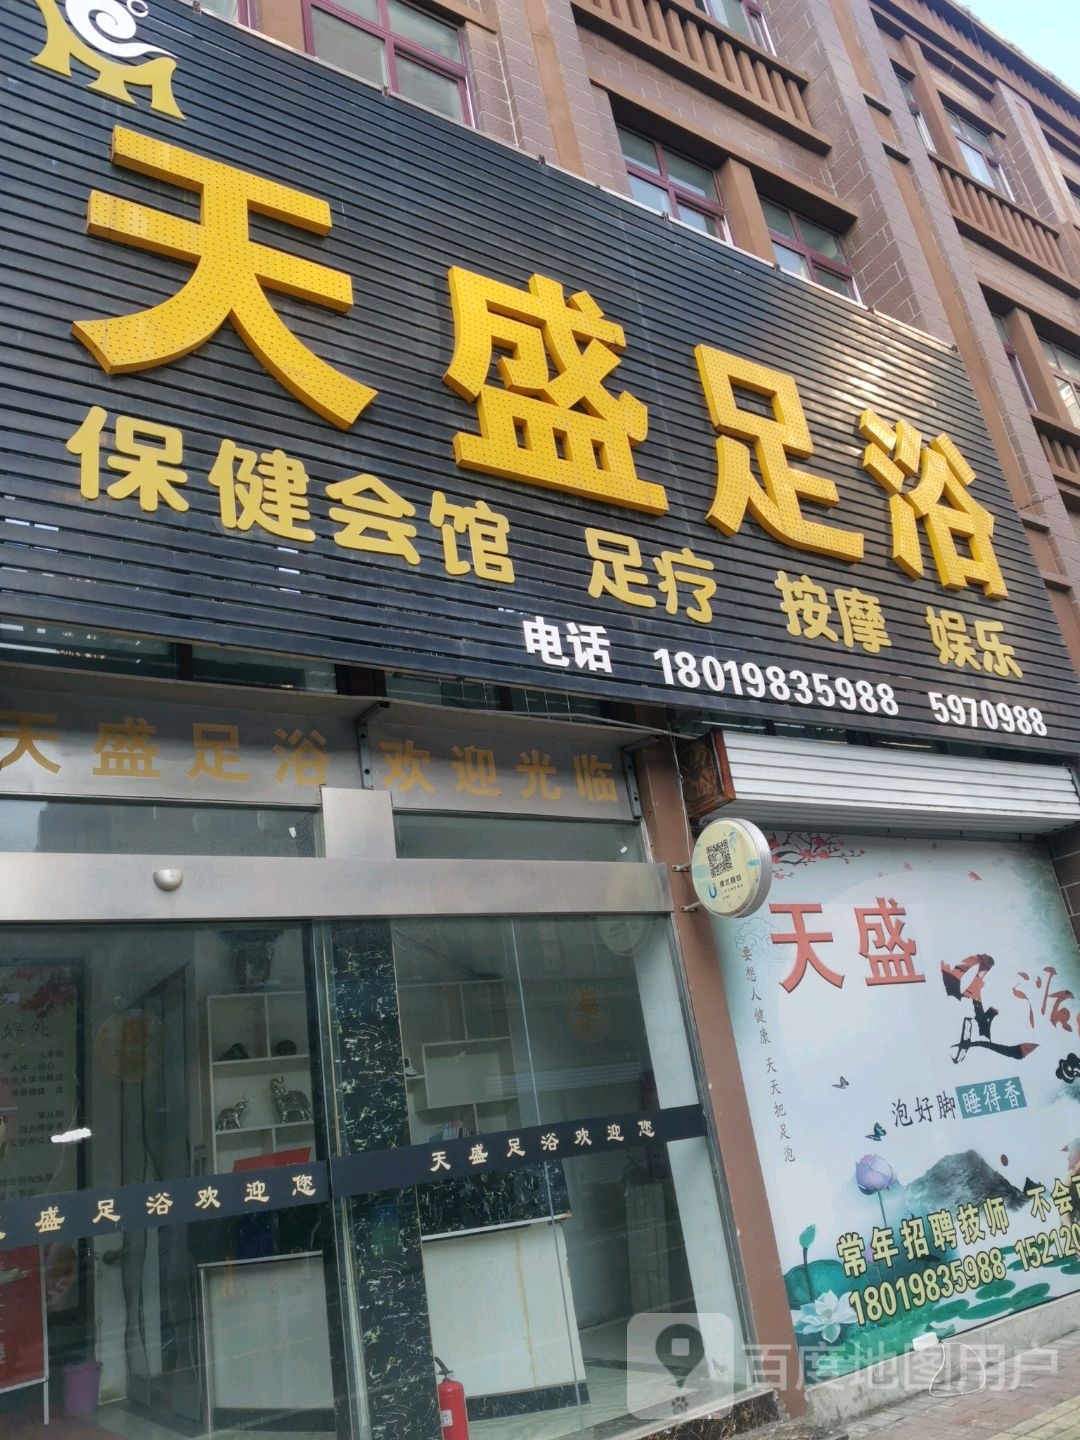 天盛足浴
保健会馆 足疗 按摩 娱乐
电话 18019835988 5970988
天盛足浴 欢迎光临
天盛足浴
要想人健康 天天把足泡
泡好脚 睡得香
天盛足浴欢迎您
盛足浴欢迎您
常年招聘技师 不会
18019835988 152120
百度地图用户